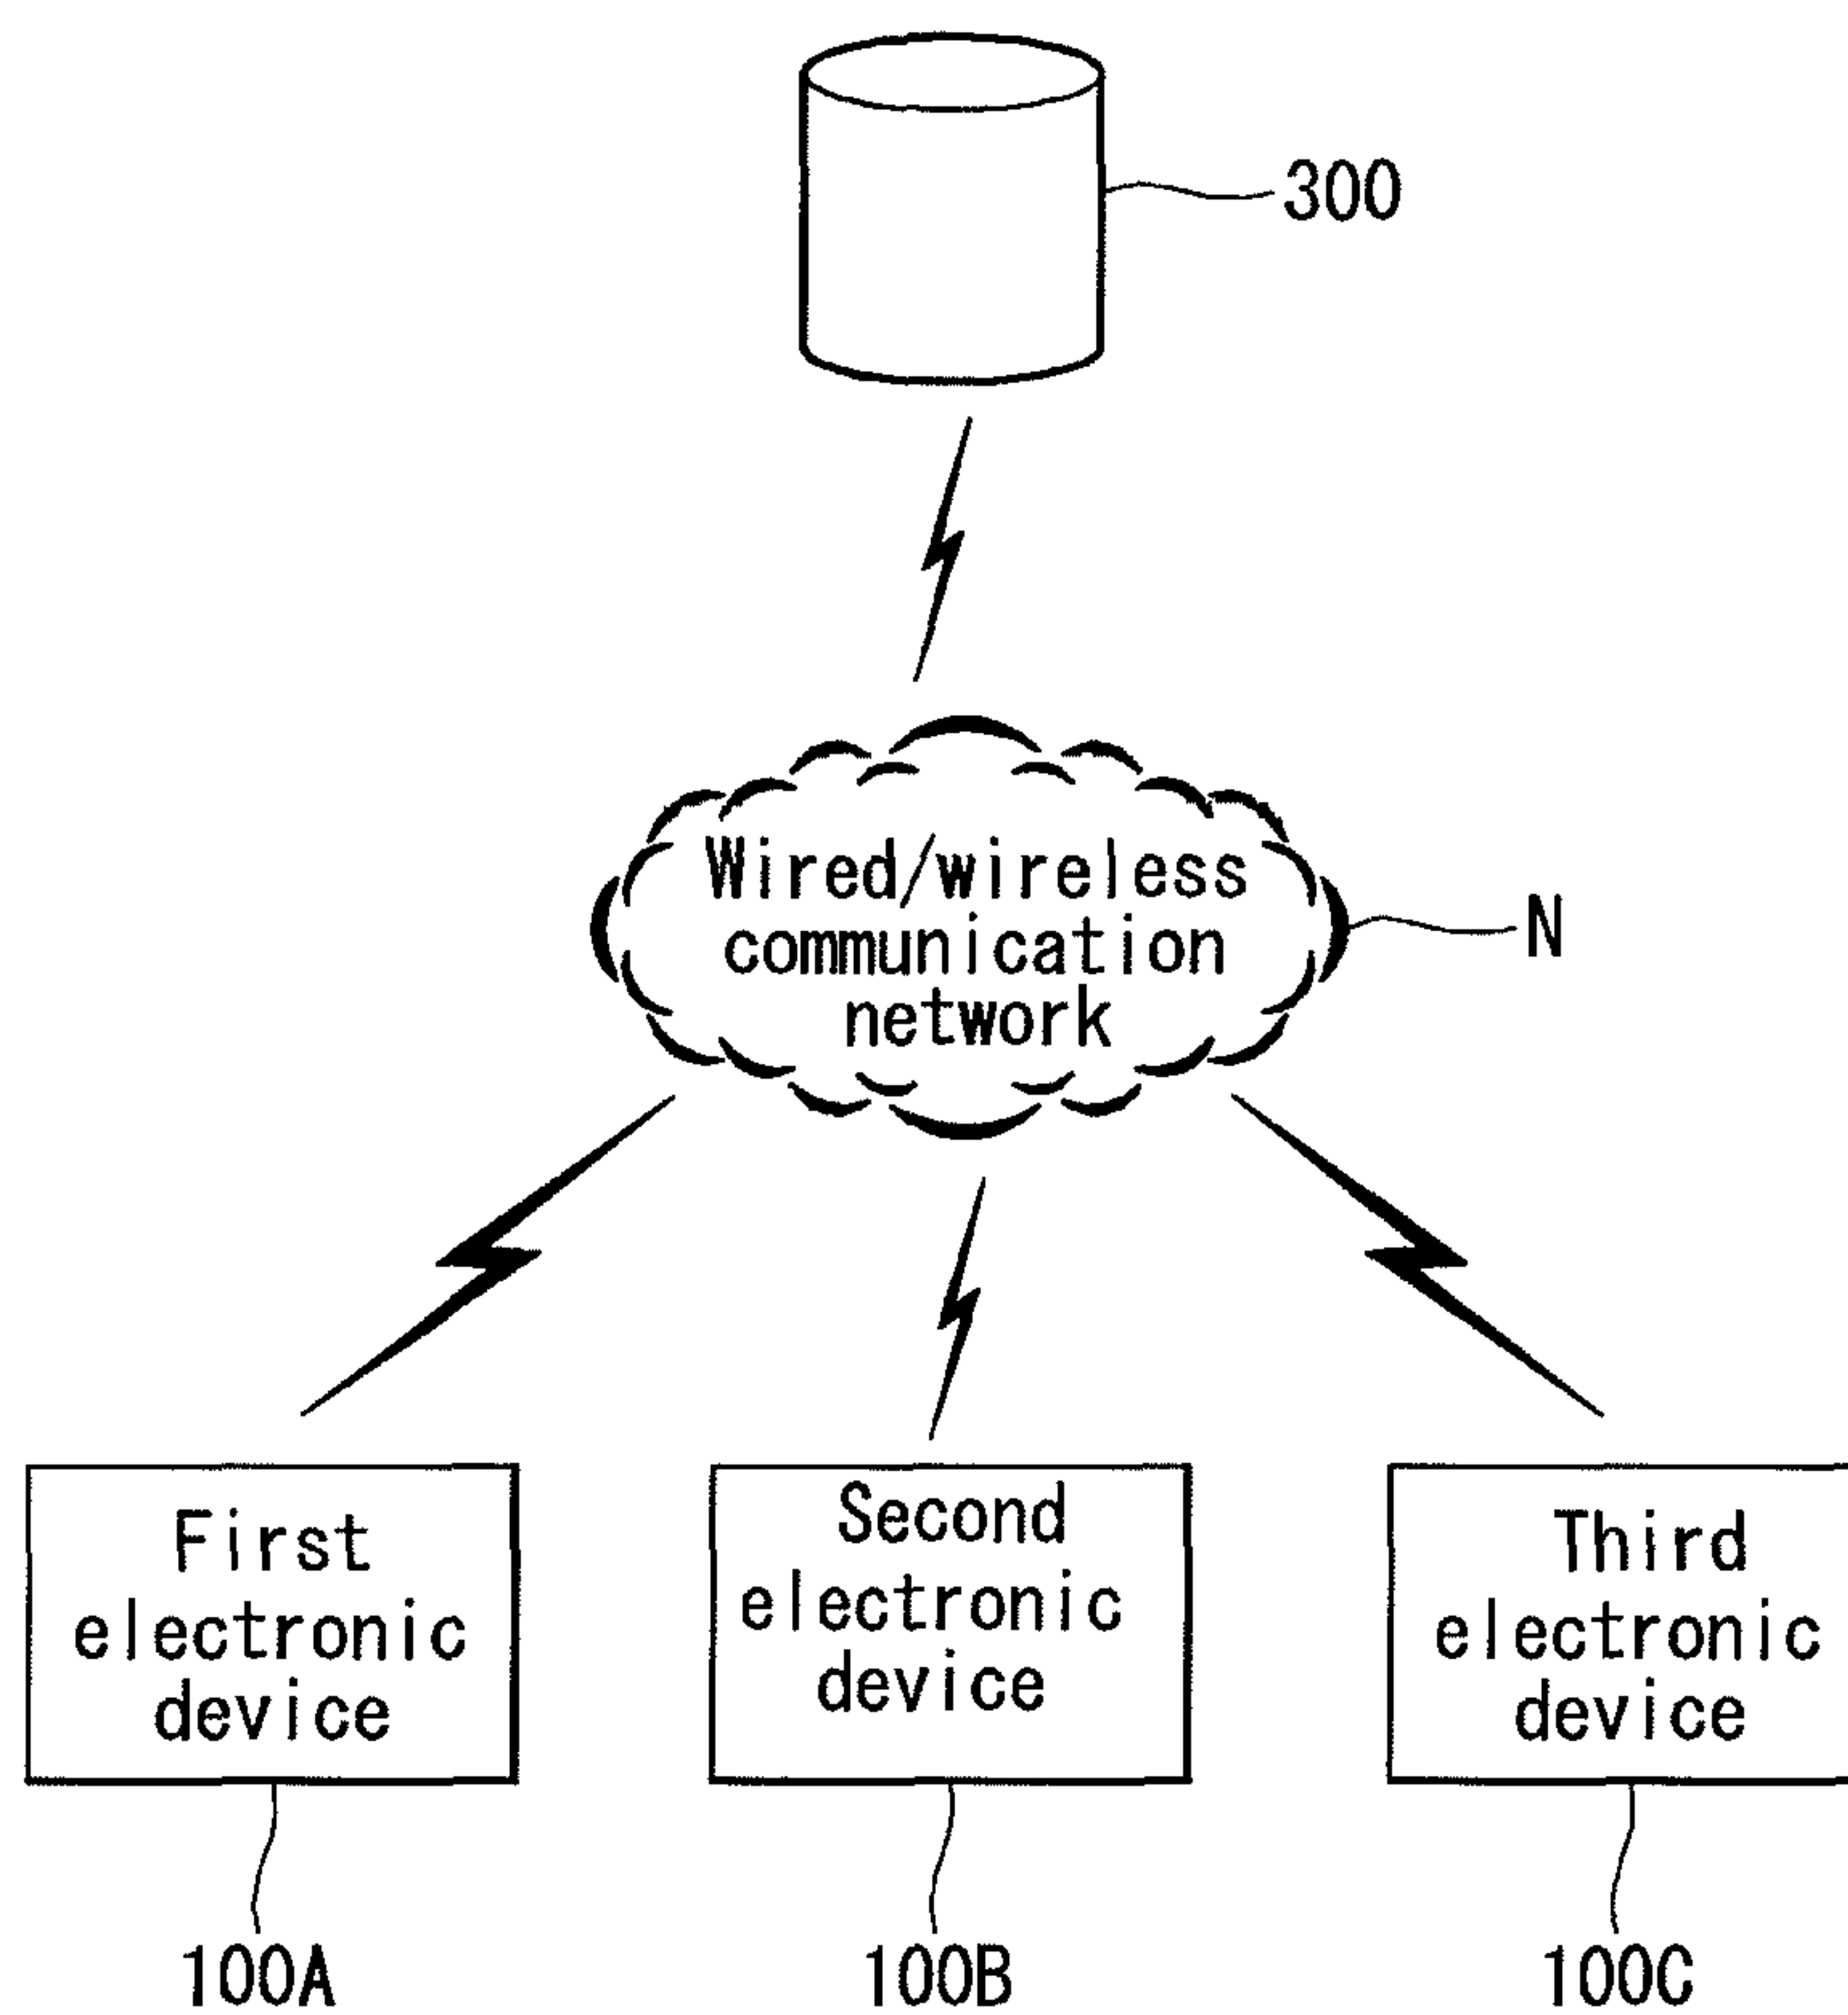 300
Wired/wireless
communication
network
N
First
electronic
device
Second
electronic
device
Third
electronic
device
100A
100B
100C